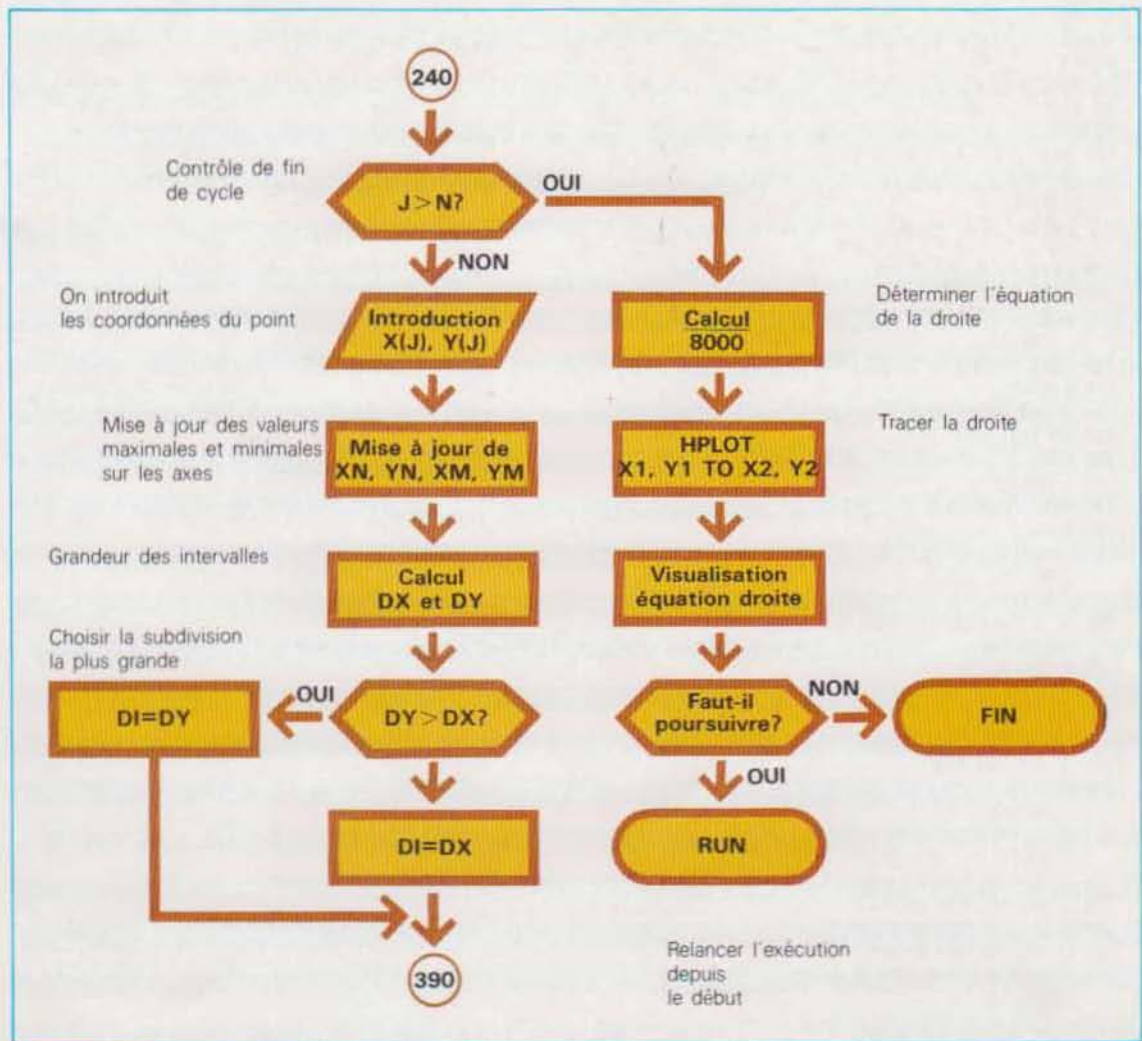 240
Contrôle de fin
de cycle
J>N?
OUI
NON
On introduit
les coordonnées du point
Introduction
X(J), Y(J)
Calcul
8000
Déterminer l'équation
de la droite
Mise à jour des valeurs
maximales et minimales
sur les axes
Mise à jour de
XN, YN, XM, YM
HPLOT
X1, Y1 TO X2, Y2
Tracer la droite
Grandeur des intervalles
Calcul
DX et DY
Visualisation
équation droite
Choisir la subdivision
la plus grande
DI=DY
OUI
DY>DX?
Faut-il
poursuivre?
NON
FIN
OUI
DI=DX
RUN
390
Relancer l'exécution
depuis
le début